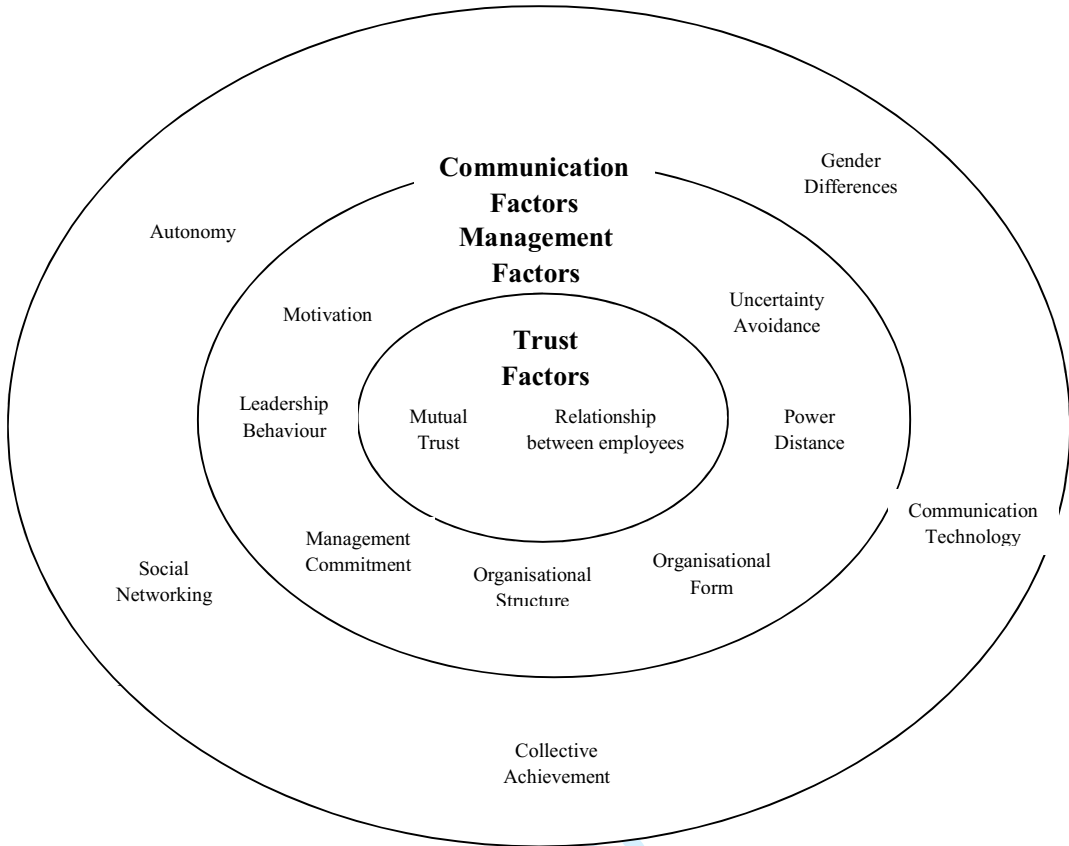 Communication
Factors
Management
Factors
Gender
Differences
Autonomy
Motivation
Uncertainty
Avoidance
Trust
Factors
Leadership
Behaviour
Mutual
Trust
Relationship
between employees
Power
Distance
Communication
Technology
Management
Commitment
Organisational
Structure
Organisational
Form
Social
Networking
Collective
Achievement